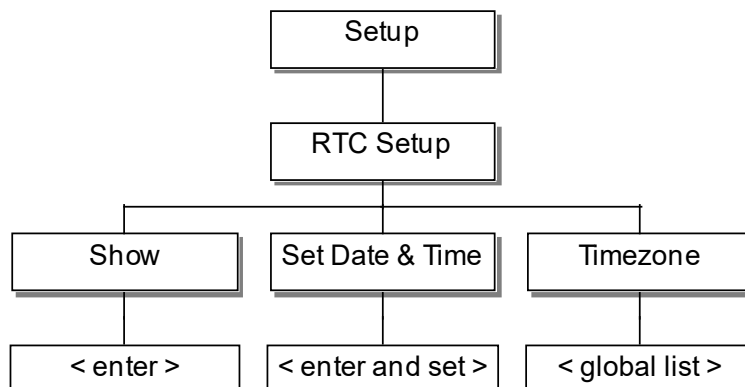 Setup
RTC Setup
Show
Set Date & Time
Timezone
< enter >
< enter and set >
< global list >